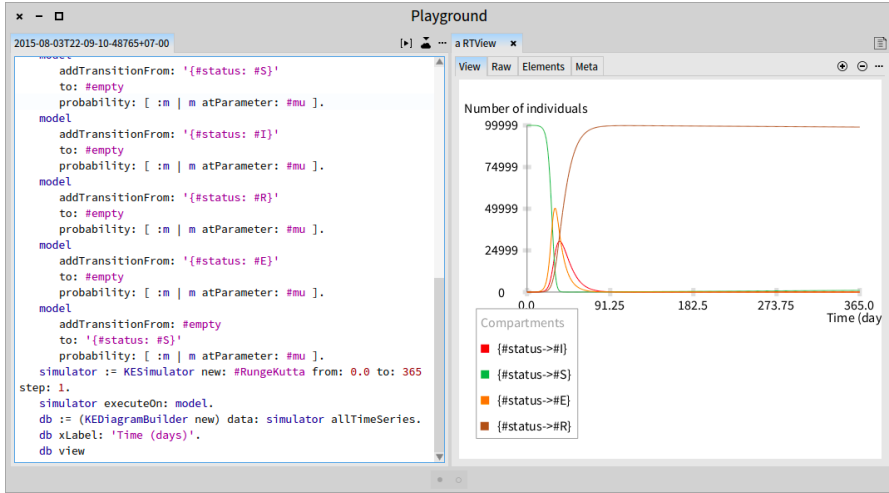 Playground
2015-08-03T22-09-10-48765+07-00
addTransitionFrom: '{#status: #S}'
to: #empty
probability: [ :m | m atParameter: #mu ].
model
addTransitionFrom: '{#status: #I}'
to: #empty
probability: [ :m | m atParameter: #mu ].
model
addTransitionFrom: '{#status: #R}'
to: #empty
probability: [ :m | m atParameter: #mu ].
model
addTransitionFrom: '{#status: #E}'
to: #empty
probability: [ :m | m atParameter: #mu ].
model
addTransitionFrom: #empty
to: '{#status: #S}'
probability: [ :m | m atParameter: #mu ].
simulator := KESimulator new: #RungeKutta from: 0.0 to: 365
step: 1.
simulator executeOn: model.
db := (KEDiagramBuilder new) data: simulator allTimeSeries.
db xLabel: 'Time (days)'.
db view
a RTView
View Raw Elements Meta
Number of individuals
99999
74999
49999
24999
0
0.0 91.25 182.5 273.75 365.0
Time (day
Compartments
{#status->#I}
{#status->#S}
{#status->#E}
{#status->#R}